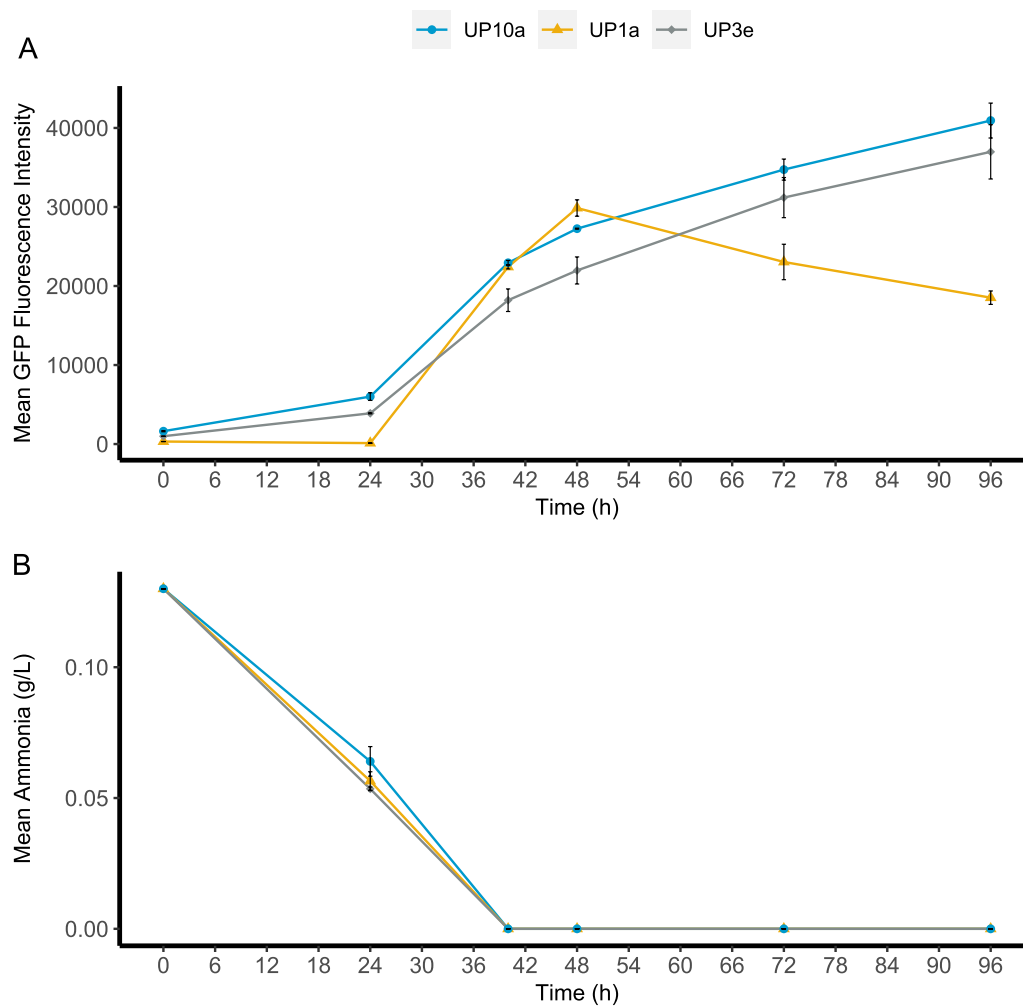 UP10a UP1a UP3e
A
Mean GFP Fluorescence Intensity
40000
30000
20000
10000
0
0 6 12 18 24 30 36 42 48 54 60 66 72 78 84 90 96
Time (h)
B
Mean Ammonia (g/L)
0.10
0.05
0.00
0 6 12 18 24 30 36 42 48 54 60 66 72 78 84 90 96
Time (h)